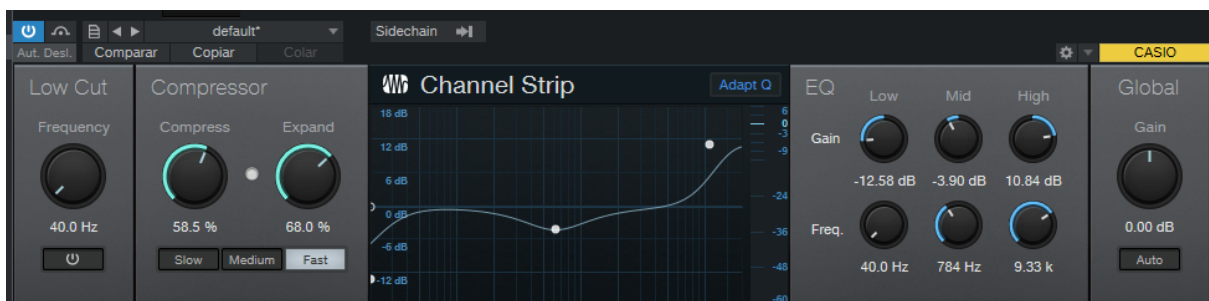 default*
Sidechain
Aut. Desl.
Comparar
Copiar
Colar
CASIO
Low Cut
Frequency
40.0 Hz
Compressor
Compress
Expand
58.5 %
68.0 %
Slow
Medium
Fast
Channel Strip
Adapt Q
18 dB
12 dB
6 dB
0 dB
-6 dB
-12 dB
6
0
-3
-9
-24
-36
-48
-60
EQ
Low
Mid
High
Gain
-12.58 dB
-3.90 dB
10.84 dB
Freq.
40.0 Hz
784 Hz
9.33 k
Global
Gain
0.00 dB
Auto